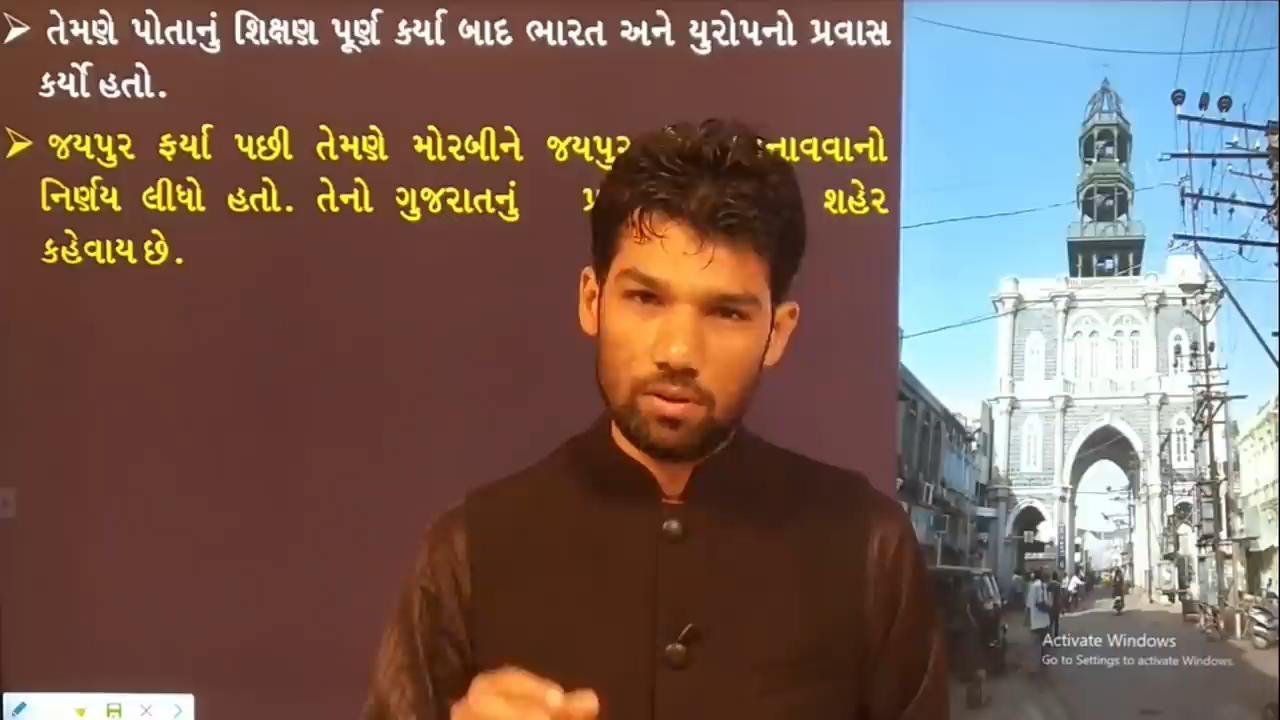 તેમણે પોતાનું શિક્ષણ પૂર્ણ કર્યા બાદ ભારત અને યુરોપનો પ્રવાસ
કર્યો હતો.
જયપુર ફર્યા પછી તેમણે મોરબીને જયપુર
નિર્ણય લીધો હતો. તેનો ગુજરાતનું શહેર
કહેવાય છે.
Activate Windows
Go to Settings to activate Windows.